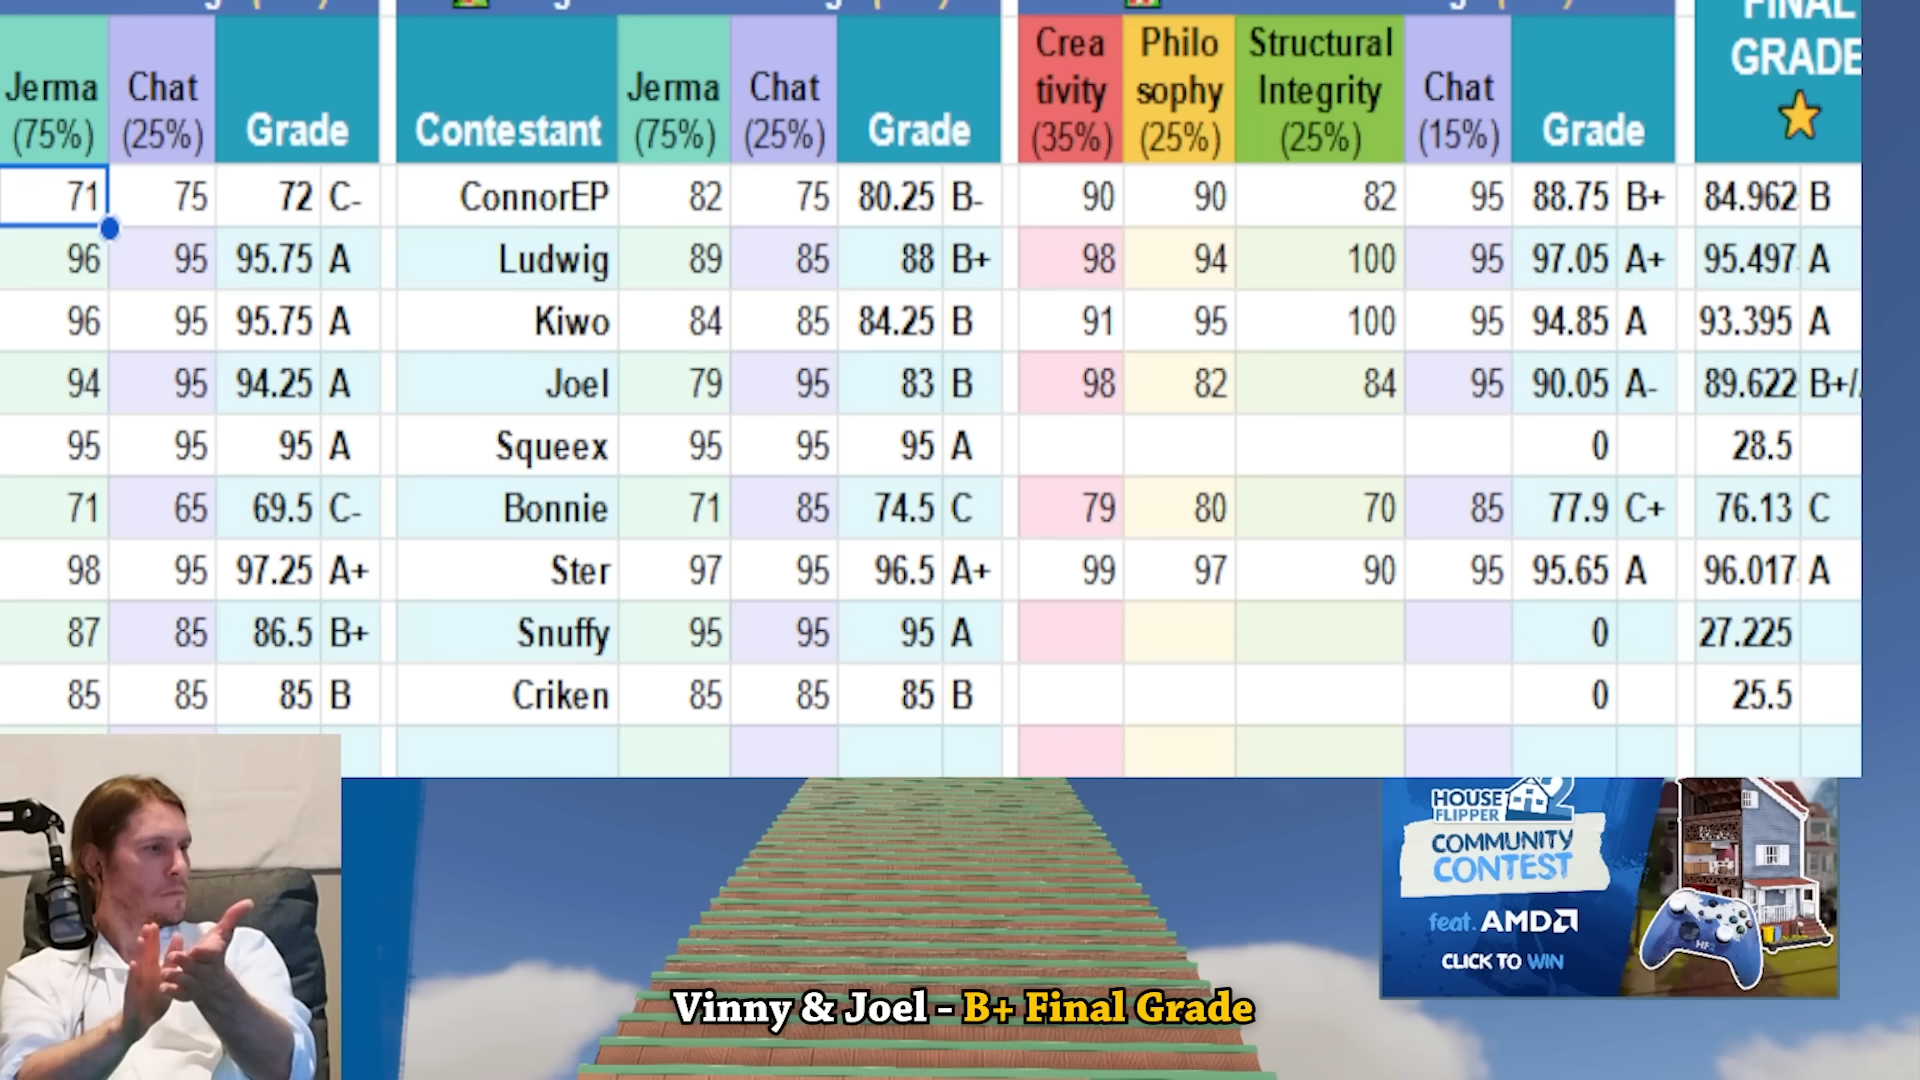 FINAL
GRADE
Jerma (75%) Chat (25%) Grade Contestant Jerma (75%) Chat (25%) Grade Crea tivity (35%) Philo sophy (25%) Structural Integrity (25%) Chat (15%) Grade
71 75 72 C- ConnorEP 82 75 80.25 B- 90 90 82 95 88.75 B+ 84.962 B
96 95 95.75 A Ludwig 89 85 88 B+ 98 94 100 95 97.05 A+ 95.497 A
96 95 95.75 A Kiwo 84 85 84.25 B 91 95 100 95 94.85 A 93.395 A
94 95 94.25 A Joel 79 95 83 B 98 82 84 95 90.05 A- 89.622 B+/
95 95 95 A Squeex 95 95 95 A 0 28.5
71 65 69.5 C- Bonnie 71 85 74.5 C 79 80 70 85 77.9 C+ 76.13 C
98 95 97.25 A+ Ster 97 95 96.5 A+ 99 97 90 95 95.65 A 96.017 A
87 85 86.5 B+ Snuffy 95 95 95 A 0 27.225
85 85 85 B Criken 85 85 85 B 0 25.5
HOUSE
FLIPPER 2
COMMUNITY
CONTEST
feat. AMD
CLICK TO WIN
HF2
Vinny & Joel - B+ Final Grade